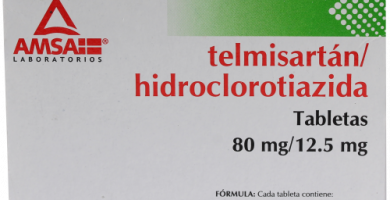 AMSA
LABORATORIOS
®
telmisartán/
hidroclorotiazida
Tabletas
80 mg/12.5 mg
FÓRMULA: Cada tableta contiene: